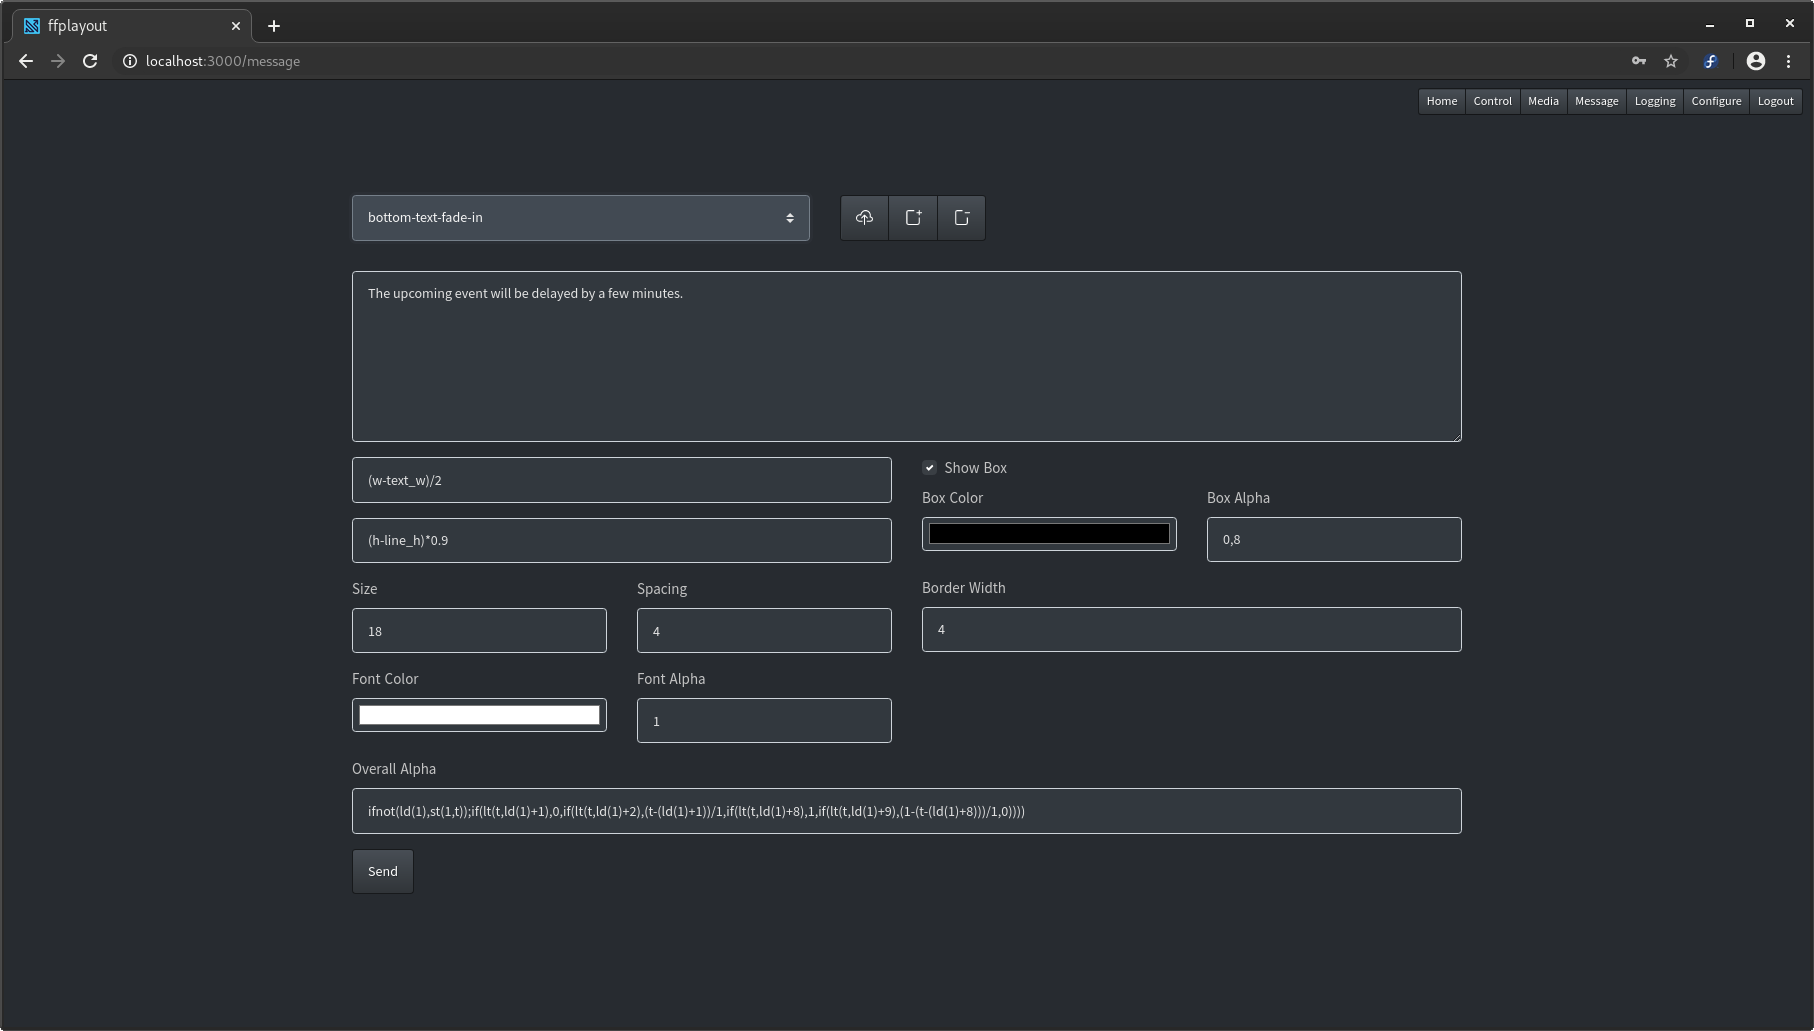 ffplayout
localhost:3000/message
Home Control Media Message Logging Configure Logout
bottom-text-fade-in
The upcoming event will be delayed by a few minutes.
(w-text_w)/2
Show Box
Box Color Box Alpha
(h-line_h)*0.9
0,8
Size Spacing Border Width
18 4 4
Font Color Font Alpha
1
Overall Alpha
ifnot(ld(1),st(1,t));if(lt(t,ld(1)+1),0,if(lt(t,ld(1)+2),(t-(ld(1)+1))/1,if(lt(t,ld(1)+8),1,if(lt(t,ld(1)+9),(1-(t-(ld(1)+8)))/1,0))))
Send